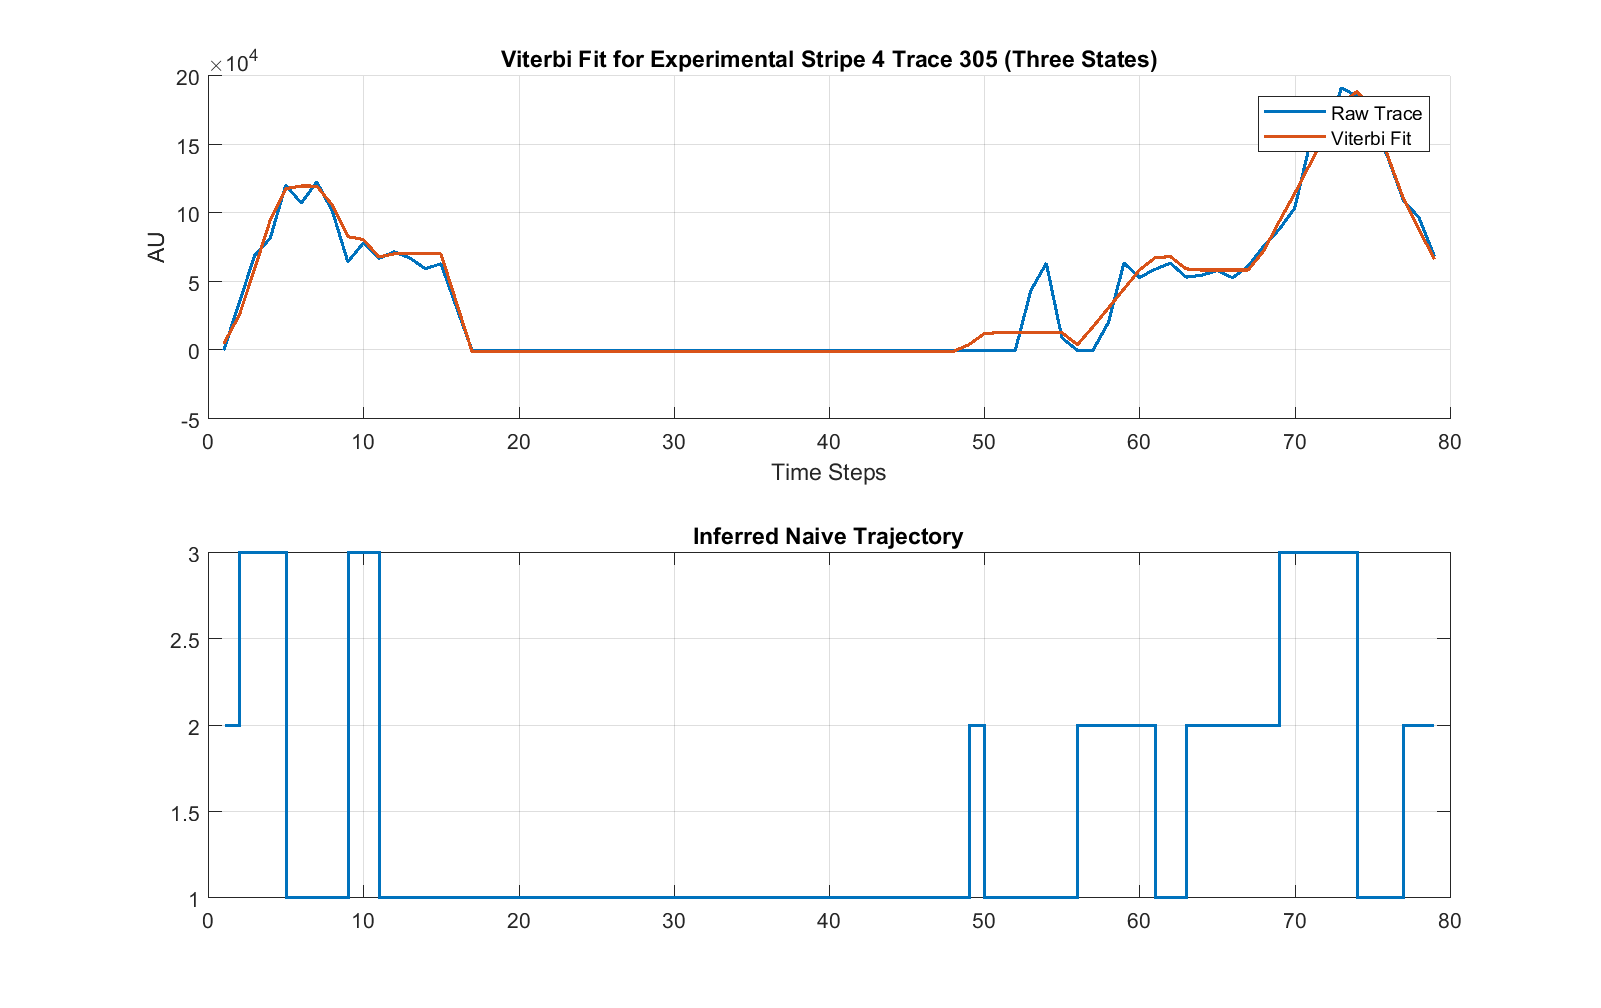 Viterbi Fit for Experimental Stripe 4 Trace 305 (Three States)
×10⁴
20
15
10
5
0
-5
AU
Raw Trace
Viterbi Fit
0 10 20 30 40 50 60 70 80
Time Steps
Inferred Naive Trajectory
3
2.5
2
1.5
1
0 10 20 30 40 50 60 70 80